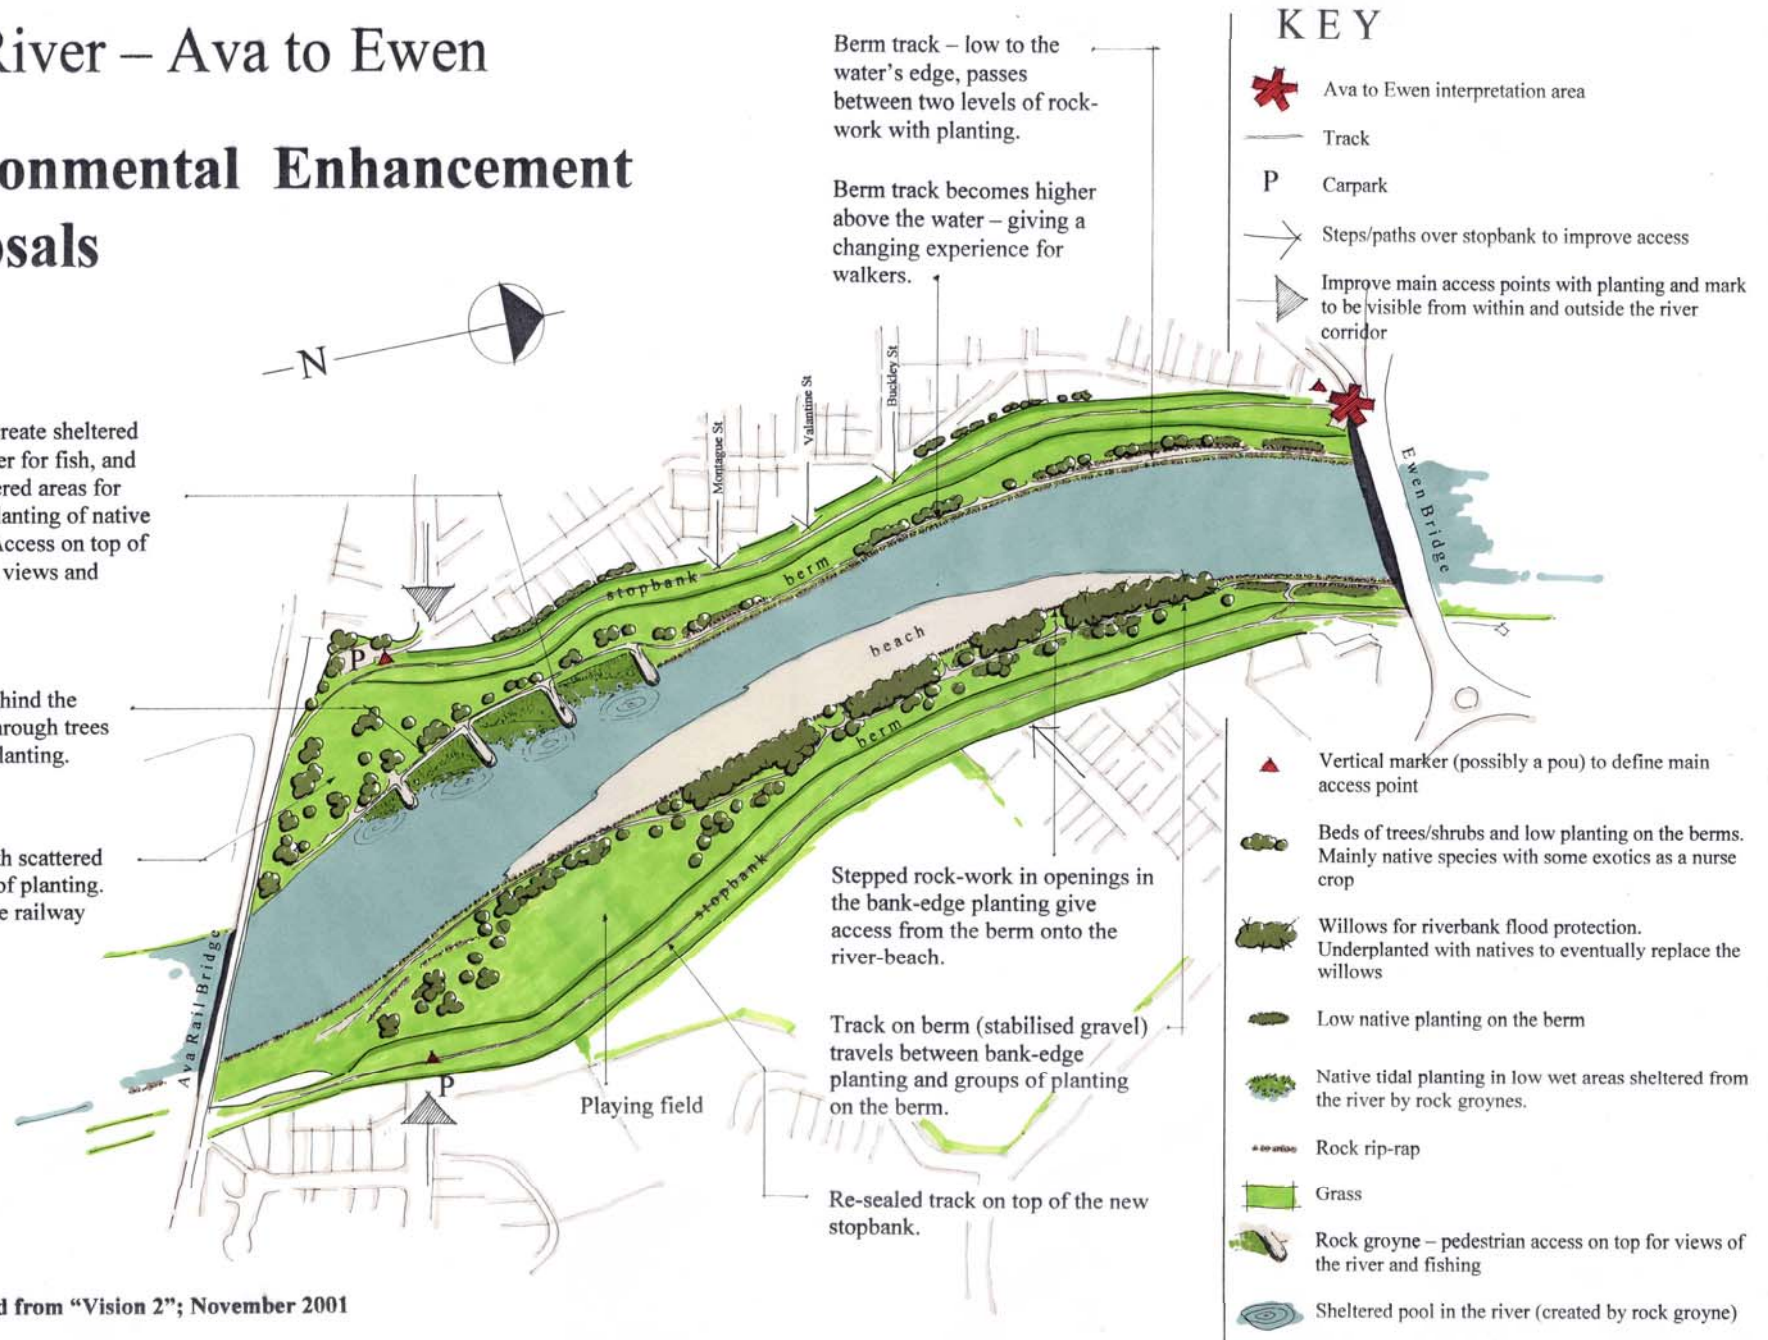 River – Ava to Ewen
onmental Enhancement
osals
N
reate sheltered
er for fish, and
red areas for
lanting of native
Access on top of
views and
hind the
rough trees
lanting.
h scattered
of planting.
e railway
d from “Vision 2”; November 2001
Berm track – low to the
water’s edge, passes
between two levels of rock-
work with planting.
Berm track becomes higher
above the water – giving a
changing experience for
walkers.
Montague St
Valantine St
Buckley St
Ewen Bridge
stopbank
berm
P
beach
berm
stopbank
Ava Rail Bridge
P
Playing field
Stepped rock-work in openings in
the bank-edge planting give
access from the berm onto the
river-beach.
Track on berm (stabilised gravel)
travels between bank-edge
planting and groups of planting
on the berm.
Re-sealed track on top of the new
stopbank.
KEY
Ava to Ewen interpretation area
Track
P Carpark
Steps/paths over stopbank to improve access
Improve main access points with planting and mark
to be visible from within and outside the river
corridor
Vertical marker (possibly a pou) to define main
access point
Beds of trees/shrubs and low planting on the berms.
Mainly native species with some exotics as a nurse
crop
Willows for riverbank flood protection.
Underplanted with natives to eventually replace the
willows
Low native planting on the berm
Native tidal planting in low wet areas sheltered from
the river by rock groynes.
Rock rip-rap
Grass
Rock groyne – pedestrian access on top for views of
the river and fishing
Sheltered pool in the river (created by rock groyne)